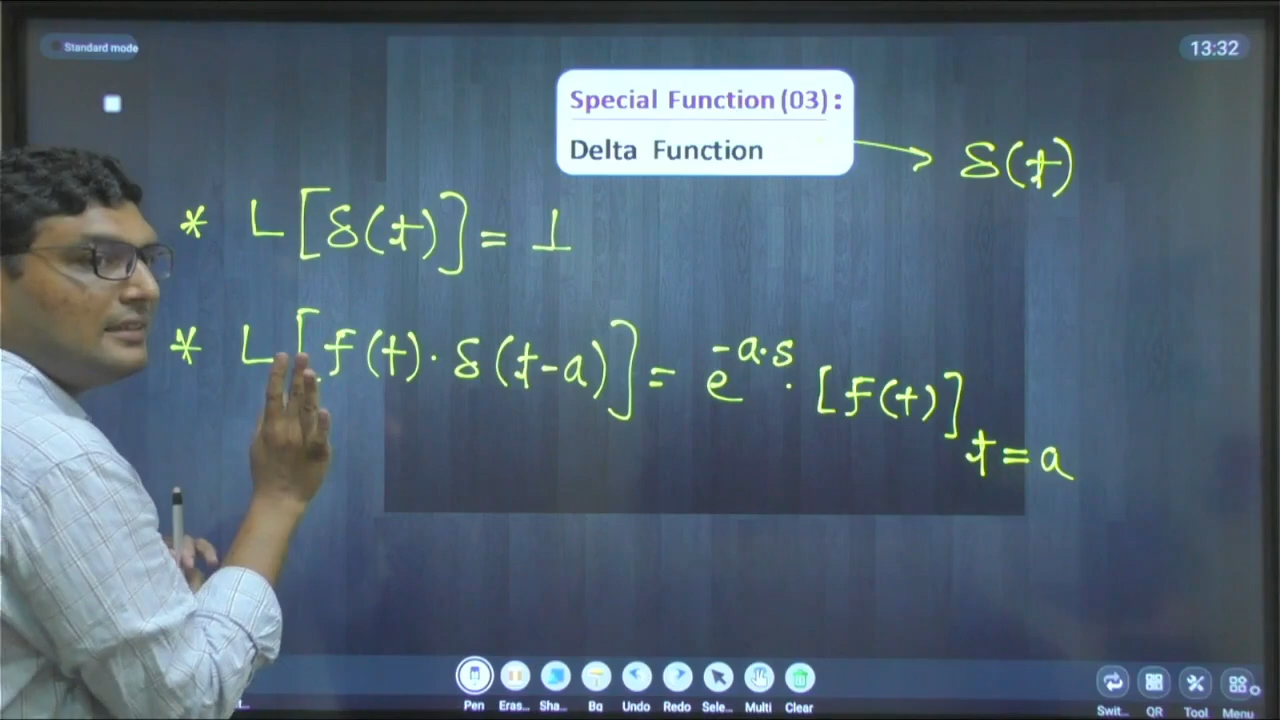 Standard mode
13:32
Special Function (03) :
Delta Function
δ(t)
* L[δ(t)] = 1
* L[f(t)·δ(t-a)] = e^{-a·s}·[f(t)]_{t=a}
Pen Eras... Sha... Bg Undo Redo Sele... Multi Clear
Swit... QR Tool Menu